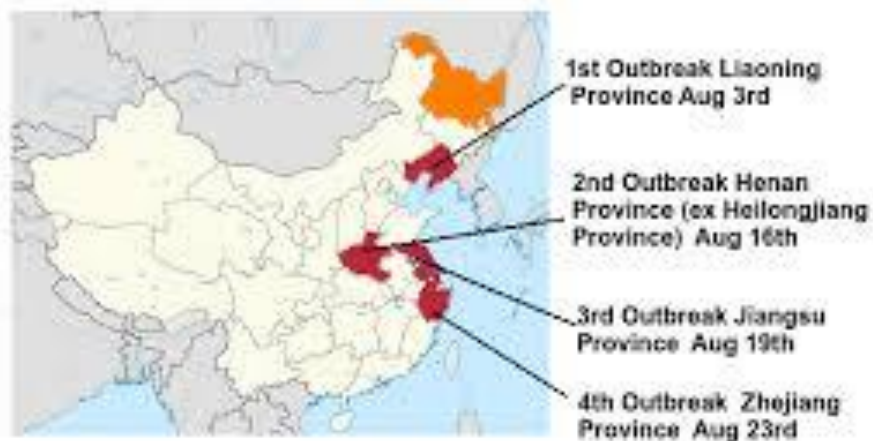 1st Outbreak Liaoning
Province Aug 3rd
2nd Outbreak Henan
Province (ex Heilongjiang
Province) Aug 16th
3rd Outbreak Jiangsu
Province Aug 19th
4th Outbreak Zhejiang
Province Aug 23rd